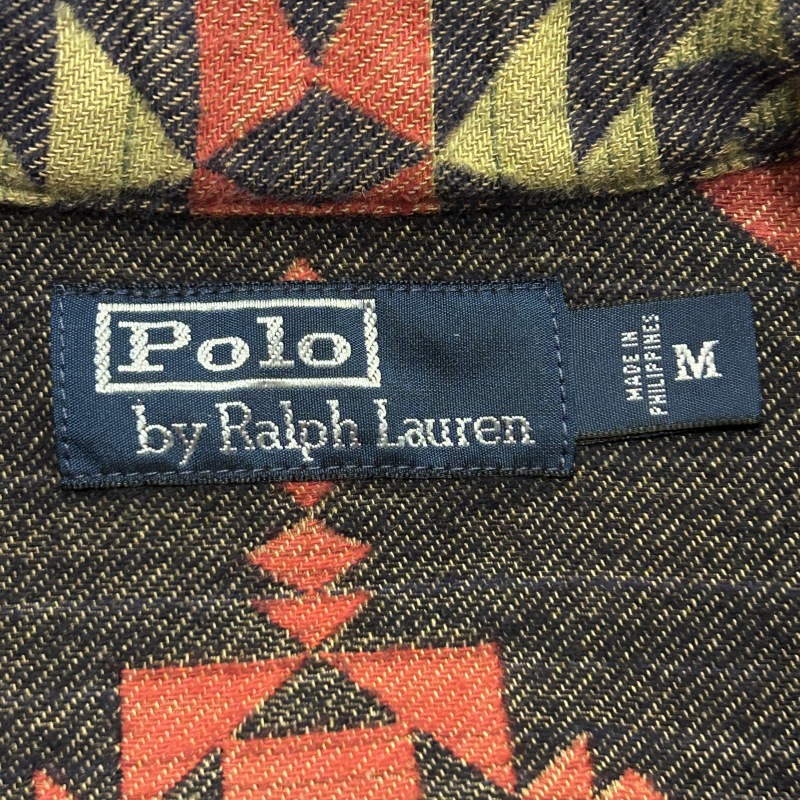 Polo
by Ralph Lauren
MADE IN
PHILIPPINES
M